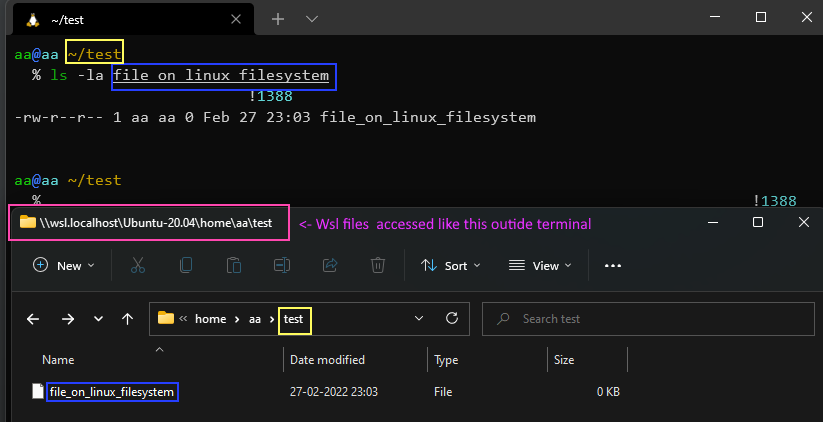 ~/test
aa@aa ~/test
% ls -la file_on_linux_filesystem
!1388
-rw-r--r-- 1 aa aa 0 Feb 27 23:03 file_on_linux_filesystem
aa@aa ~/test
% !1388
\\wsl.localhost\Ubuntu-20.04\home\aa\test <- Wsl files accessed like this outide terminal
New Sort View
home aa test Search test
Name Date modified Type Size
file_on_linux_filesystem 27-02-2022 23:03 File 0 KB